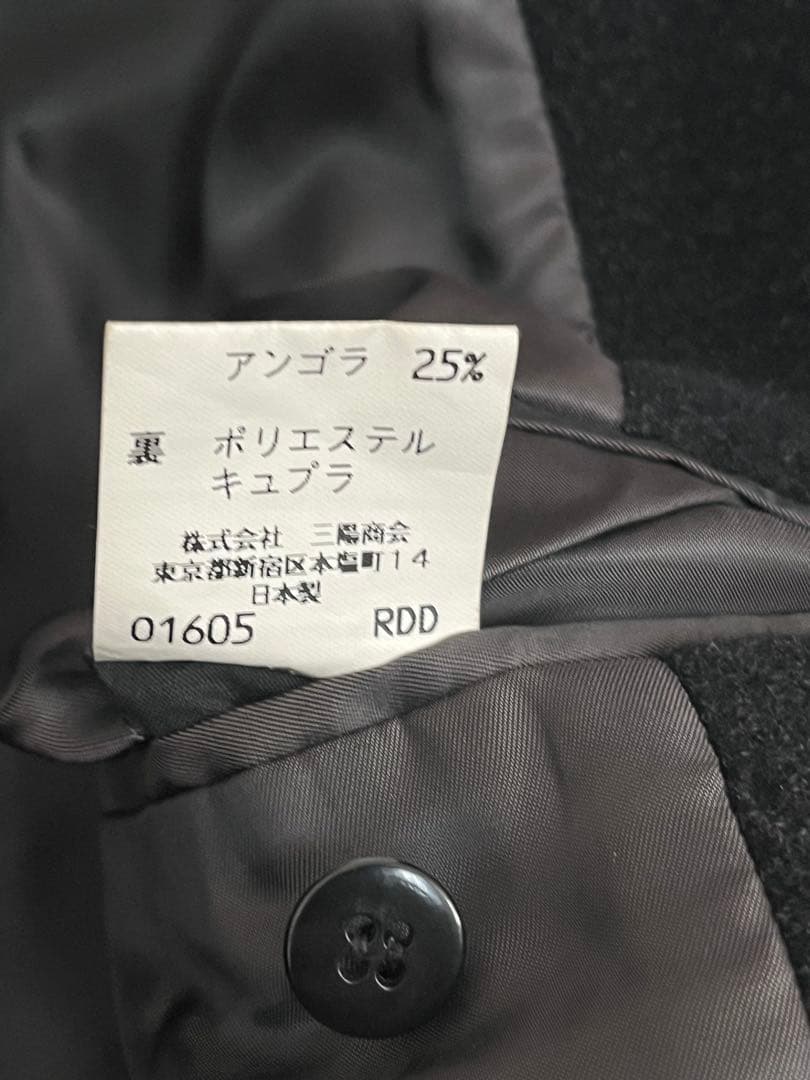 アンゴラ 25%
裏 ポリエステル
キュプラ
株式会社 三陽商会
東京都新宿区本塩町14
日本製
01605 RDD